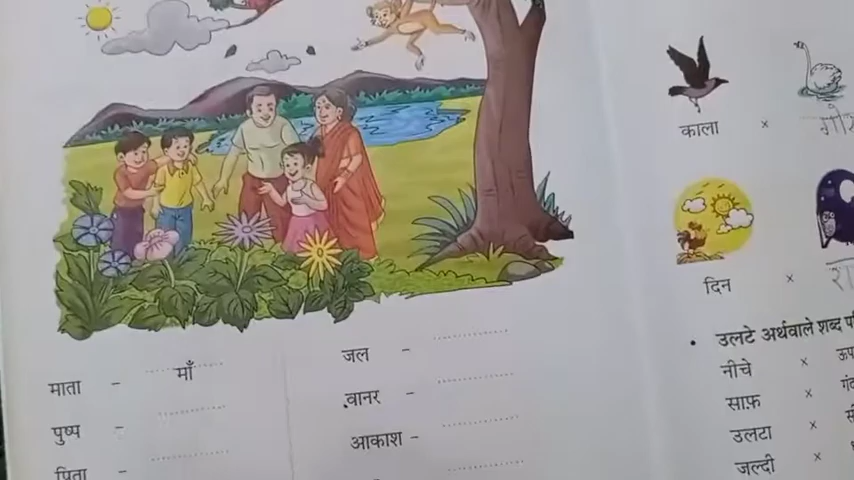 माता – माँ
पुष्प –
पिता –
जल –
वानर –
आकाश –
काला ×
दिन ×
• उलटे अर्थवाले शब्द
नीचे ×
साफ़ ×
उलटा ×
जल्दी ×